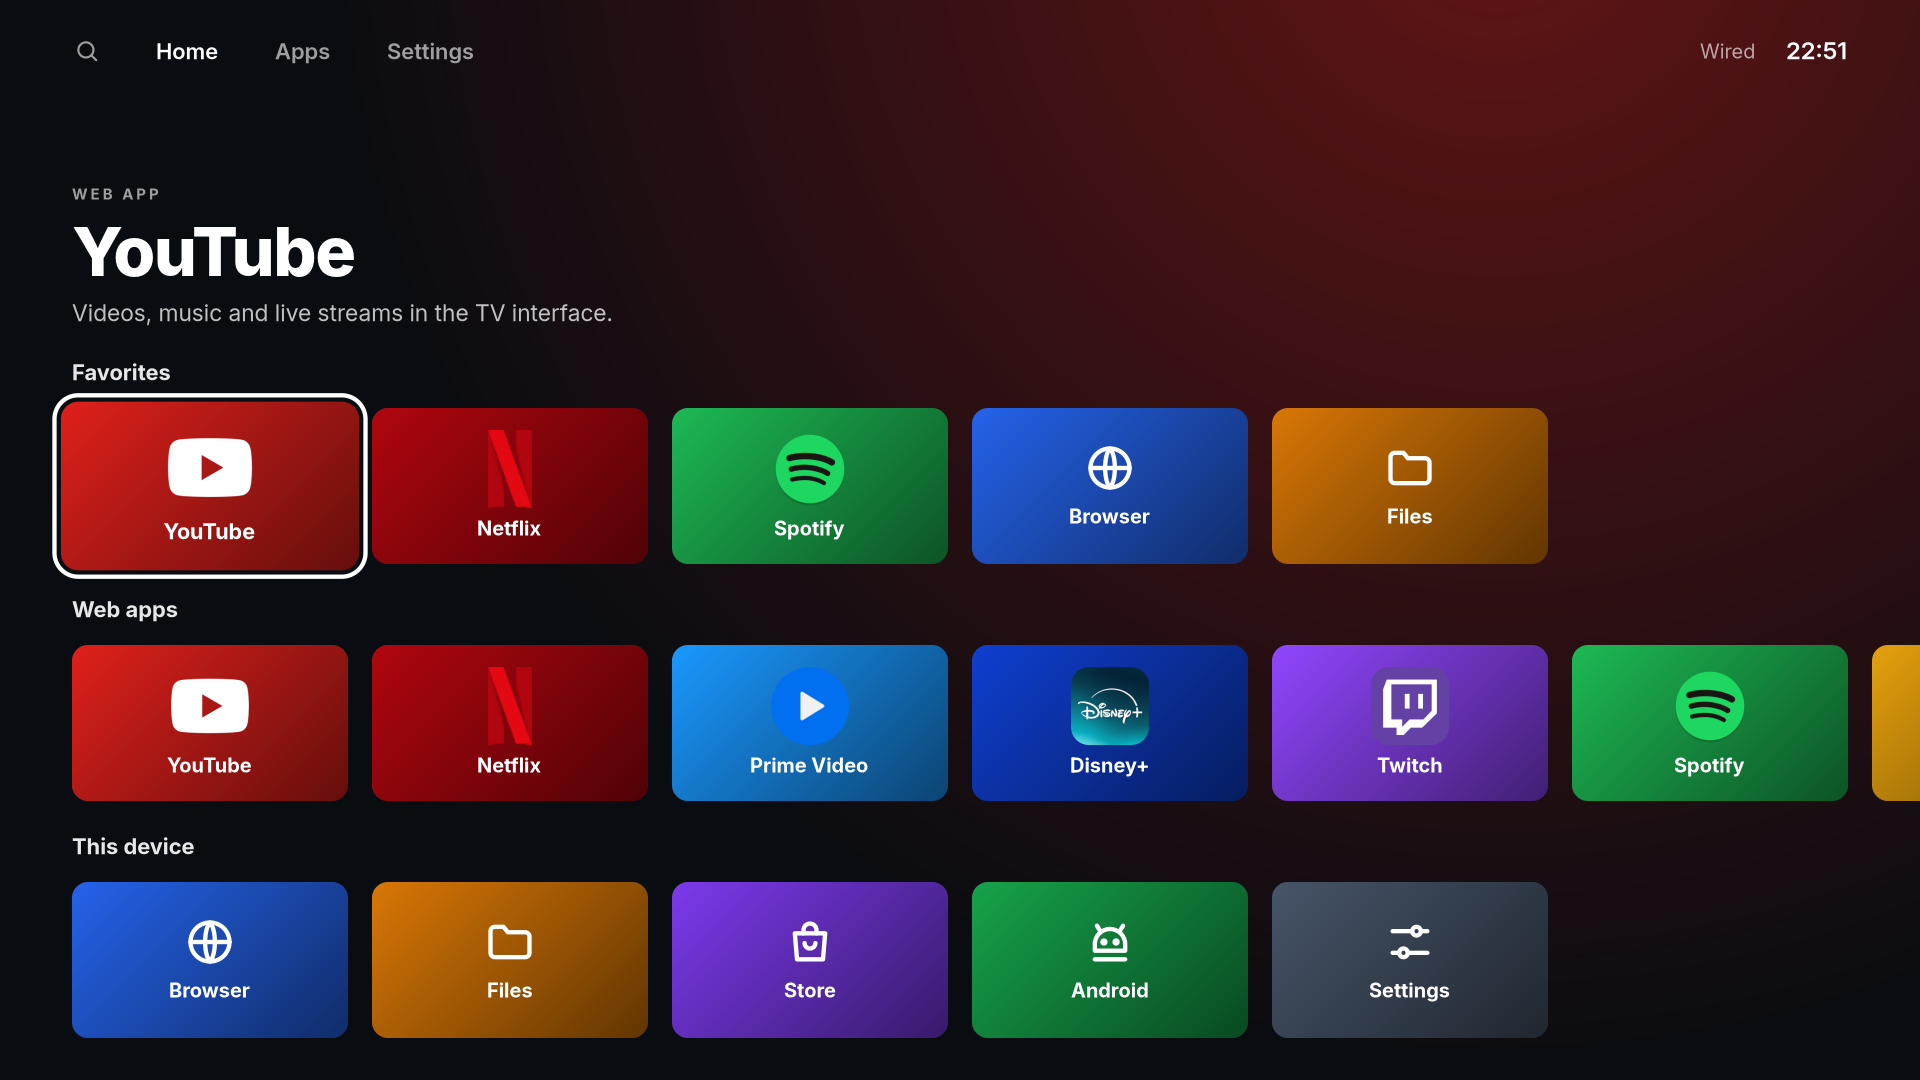 Home Apps Settings Wired 22:51
WEB APP
YouTube
Videos, music and live streams in the TV interface.
Favorites
YouTube Netflix Spotify Browser Files
Web apps
Disney+
YouTube Netflix Prime Video Disney+ Twitch Spotify
This device
Browser Files Store Android Settings